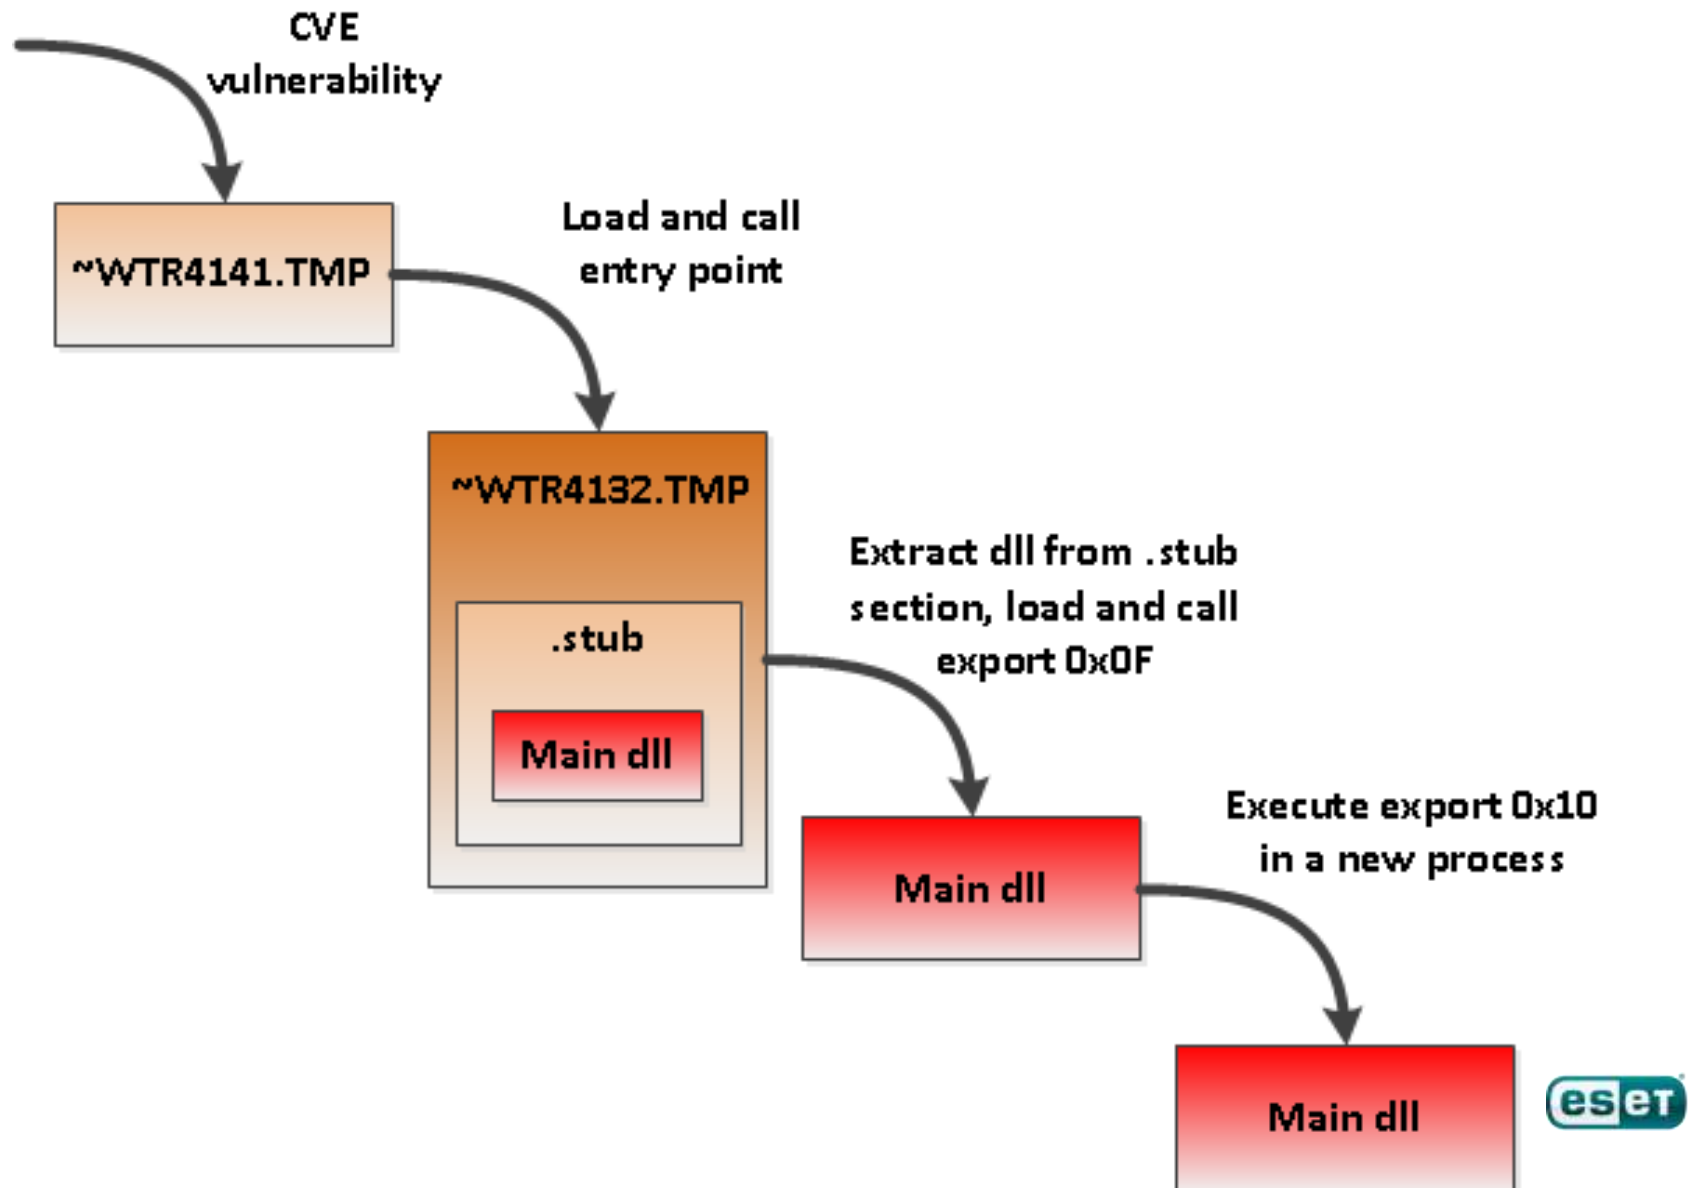 CVE
vulnerability
~WTR4141.TMP
Load and call
entry point
~WTR4132.TMP
.stub
Main dll
Extract dll from .stub
section, load and call
export 0x0F
Main dll
Execute export 0x10
in a new process
Main dll
eseT